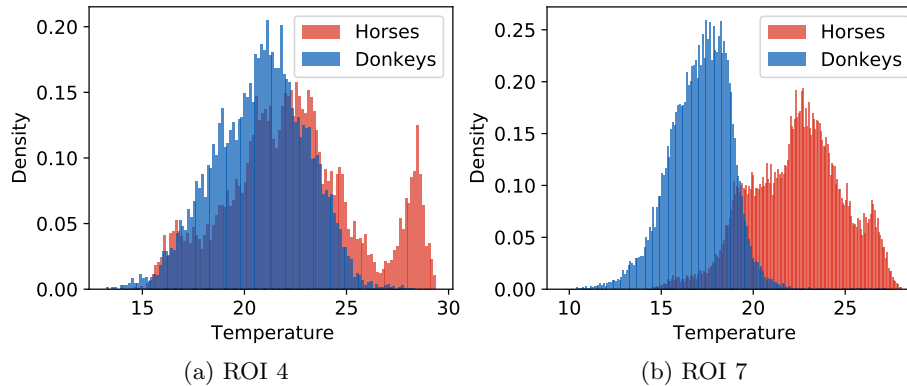 Horses
Donkeys
0.20
0.15
0.10
0.05
0.00
Density
15 20 25 30
Temperature
(a) ROI 4
Horses
Donkeys
0.25
0.20
0.15
0.10
0.05
0.00
Density
10 15 20 25
Temperature
(b) ROI 7